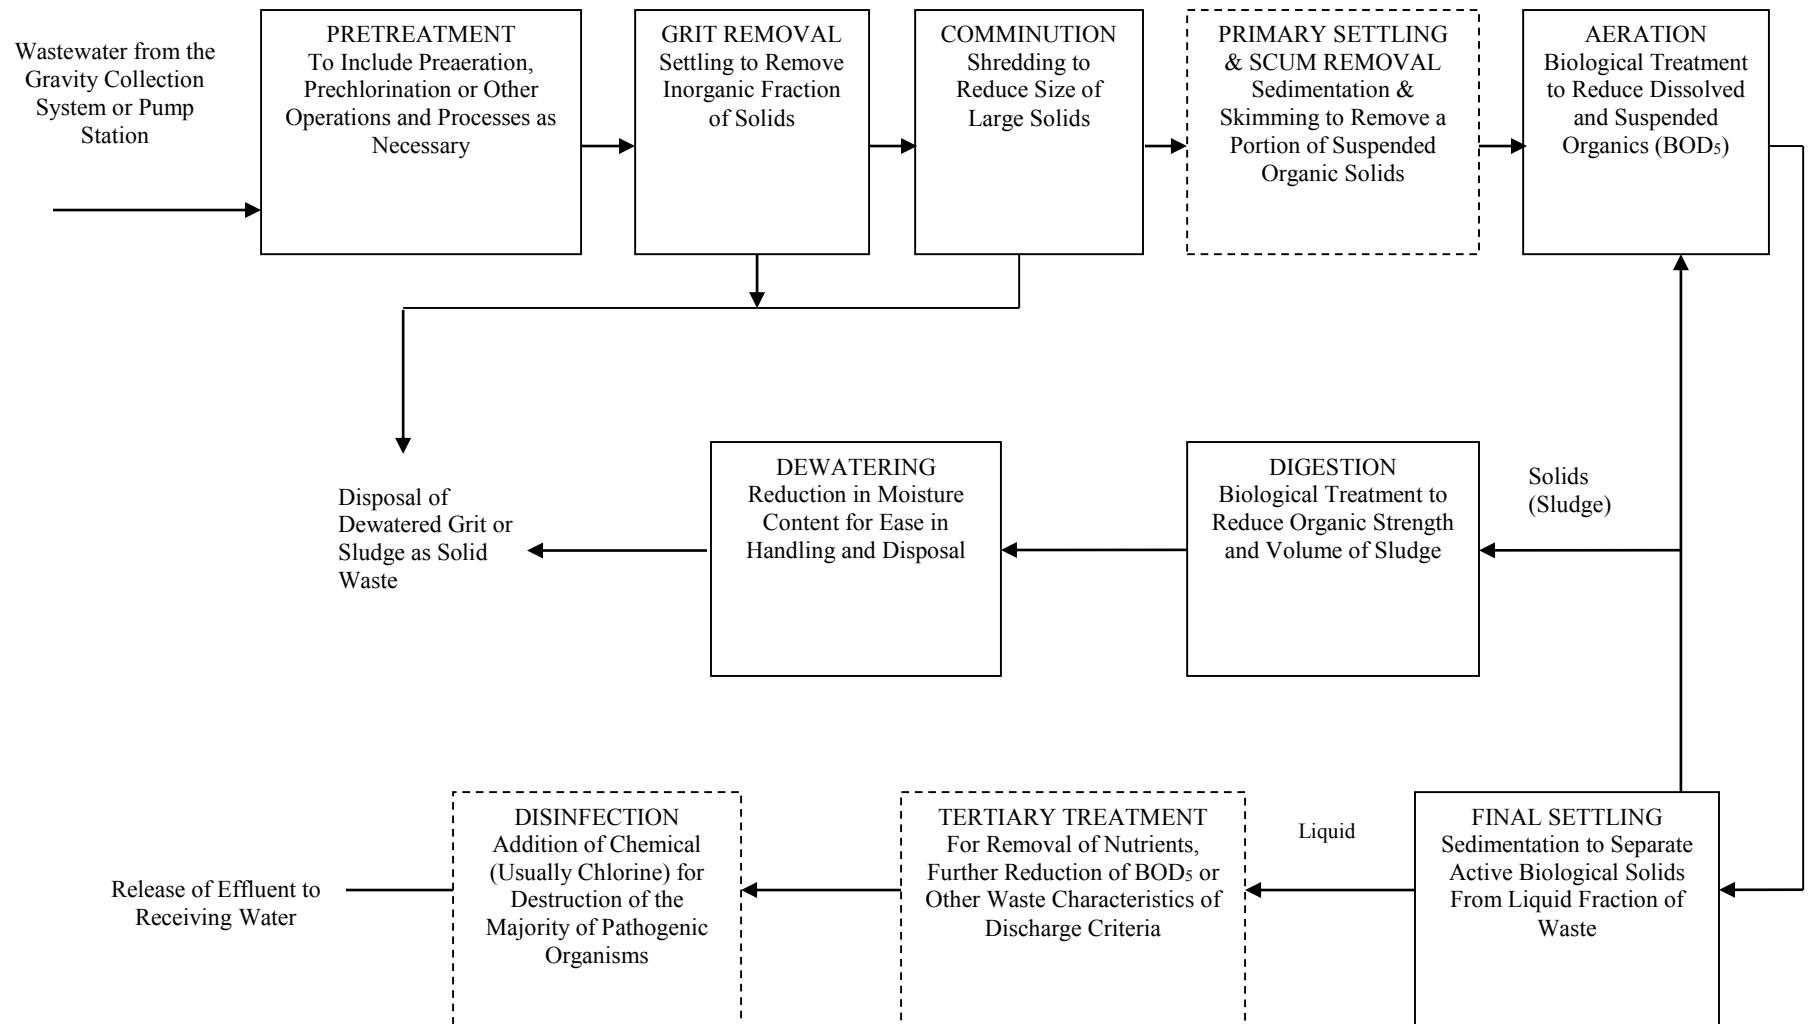 Wastewater from the
Gravity Collection
System or Pump
Station
PRETREATMENT
To Include Preaeration,
Prechlorination or Other
Operations and Processes as
Necessary
GRIT REMOVAL
Settling to Remove
Inorganic Fraction
of Solids
COMMINUTION
Shredding to
Reduce Size of
Large Solids
PRIMARY SETTLING
& SCUM REMOVAL
Sedimentation &
Skimming to Remove a
Portion of Suspended
Organic Solids
AERATION
Biological Treatment
to Reduce Dissolved
and Suspended
Organics (BOD₅)
Disposal of
Dewatered Grit or
Sludge as Solid
Waste
DEWATERING
Reduction in Moisture
Content for Ease in
Handling and Disposal
DIGESTION
Biological Treatment to
Reduce Organic Strength
and Volume of Sludge
Solids
(Sludge)
Release of Effluent to
Receiving Water
DISINFECTION
Addition of Chemical
(Usually Chlorine) for
Destruction of the
Majority of Pathogenic
Organisms
TERTIARY TREATMENT
For Removal of Nutrients,
Further Reduction of BOD₅ or
Other Waste Characteristics of
Discharge Criteria
Liquid
FINAL SETTLING
Sedimentation to Separate
Active Biological Solids
From Liquid Fraction of
Waste